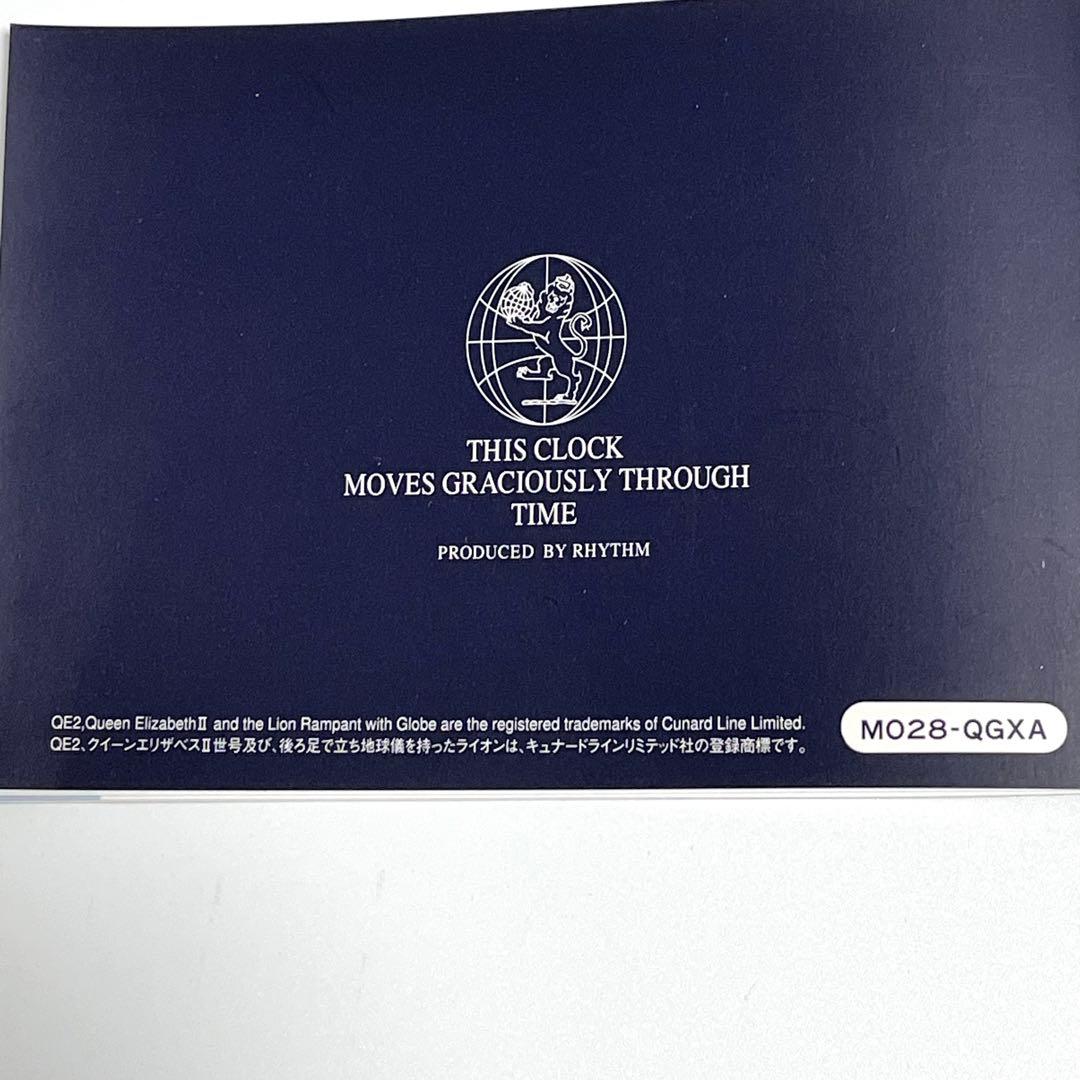 THIS CLOCK
MOVES GRACIOUSLY THROUGH
TIME
PRODUCED BY RHYTHM
QE2,Queen ElizabethⅡ and the Lion Rampant with Globe are the registered trademarks of Cunard Line Limited.
QE2、クイーンエリザベスⅡ世号及び、後ろ足で立ち地球儀を持ったライオンは、キュナードラインリミテッド社の登録商標です。
M028-QGXA